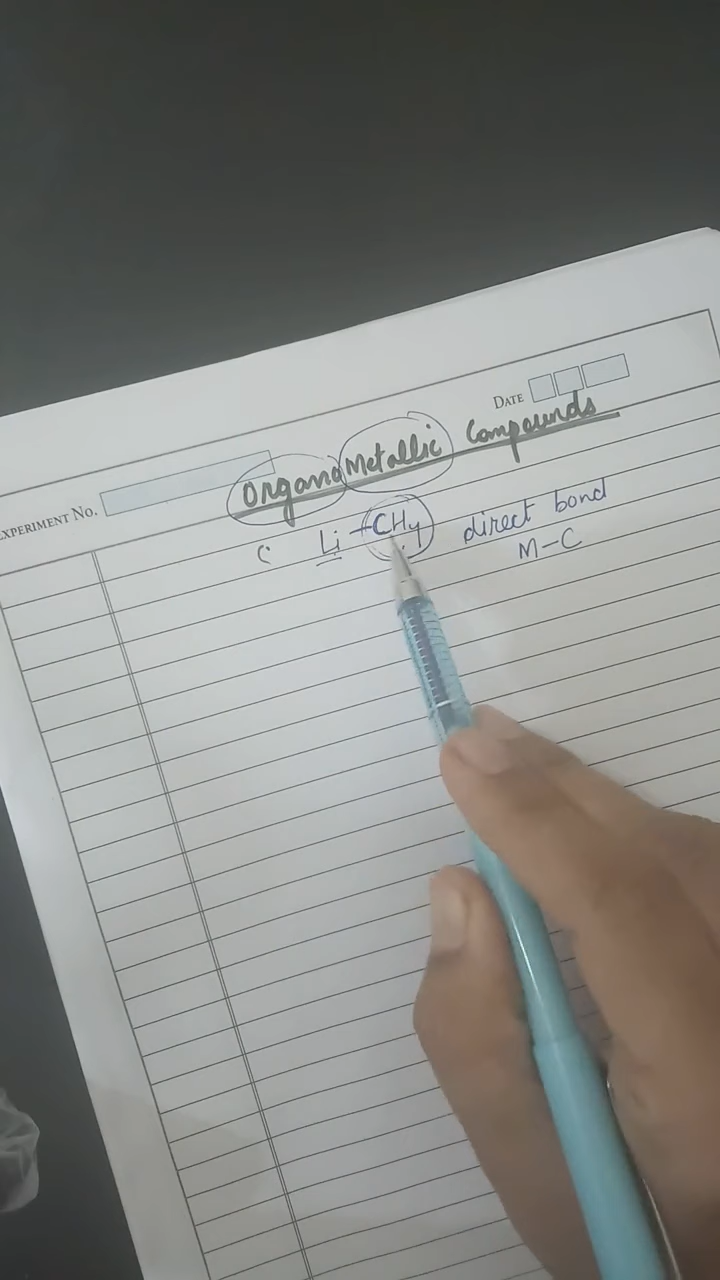 DATE
EXPERIMENT NO.
OrganoMetallic Compounds
Li - CH4 direct bond
M-C